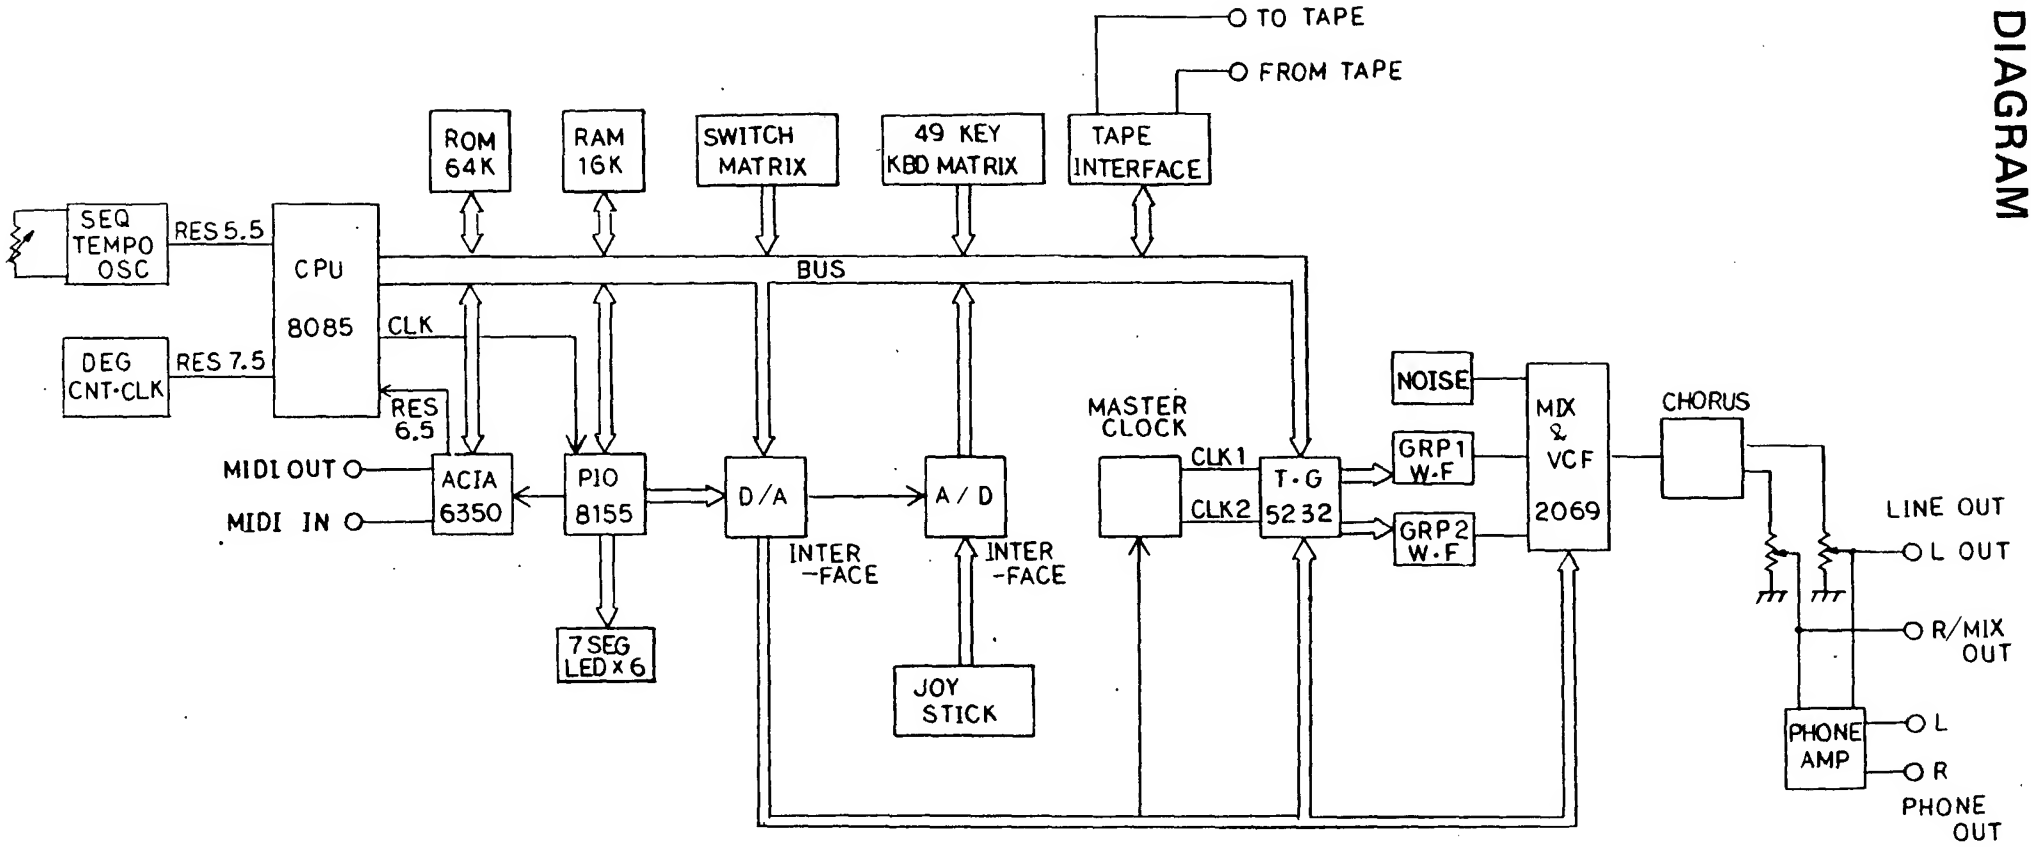 DIAGRAM
TO TAPE
FROM TAPE
ROM
64K
RAM
16K
SWITCH
MATRIX
49 KEY
KBD MATRIX
TAPE
INTERFACE
SEQ
TEMPO
OSC
RES 5.5
CPU
8085
BUS
CLK
DEG
CNT·CLK
RES 7.5
RES
6.5
MIDI OUT
MIDI IN
ACIA
6350
PIO
8155
D/A
INTER
-FACE
A/D
INTER
-FACE
7 SEG
LED × 6
JOY
STICK
MASTER
CLOCK
CLK1
CLK2
T·G
5232
NOISE
GRP1
W·F
GRP2
W·F
MIX
&
VCF
2069
CHORUS
LINE OUT
L OUT
R/MIX
OUT
PHONE
AMP
L
R
PHONE
OUT